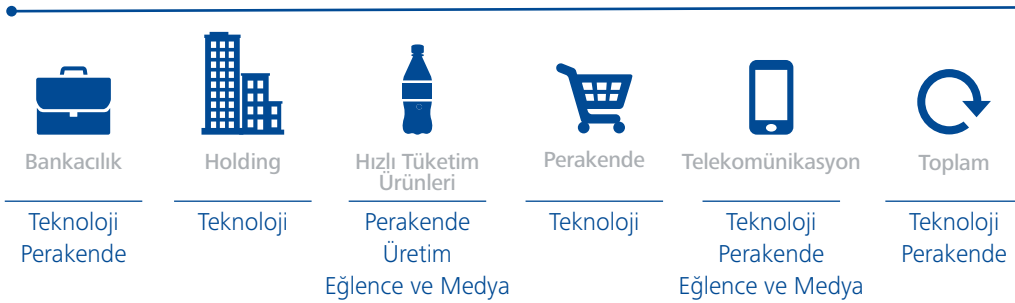 Bankacılık
Teknoloji
Perakende
Holding
Teknoloji
Hızlı Tüketim
Ürünleri
Perakende
Üretim
Eğlence ve Medya
Perakende
Teknoloji
Telekomünikasyon
Teknoloji
Perakende
Eğlence ve Medya
Toplam
Teknoloji
Perakende